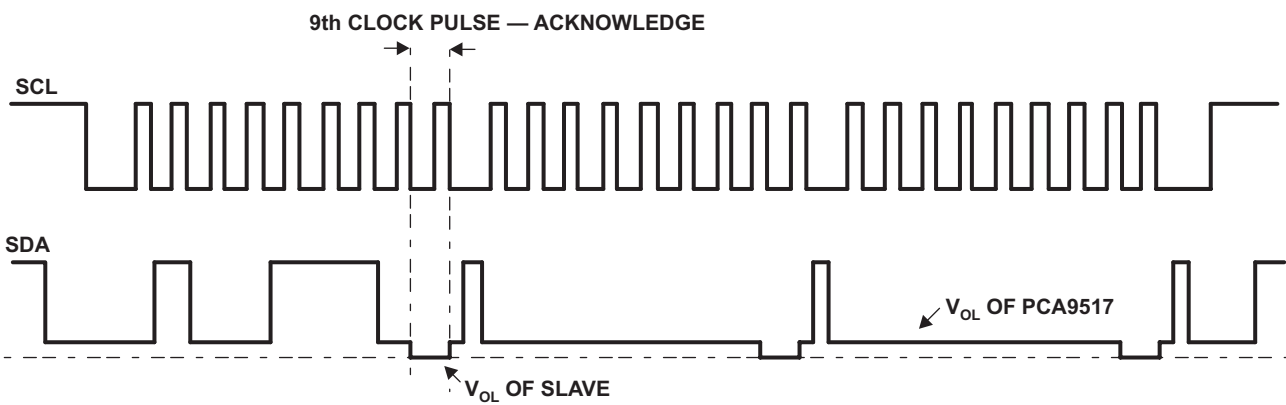 9th CLOCK PULSE — ACKNOWLEDGE
SCL
SDA
VOL OF PCA9517
VOL OF SLAVE